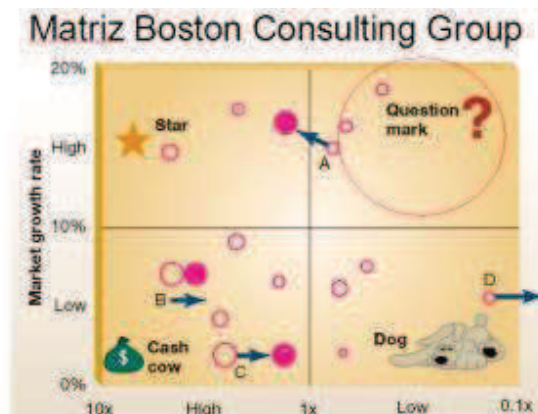 Matriz Boston Consulting Group
20%
Star
Question
mark
?
High
A
10%
Market growth rate
B
D
Low
$
Cash
cow
C
Dog
0%
10x High 1x Low 0.1x